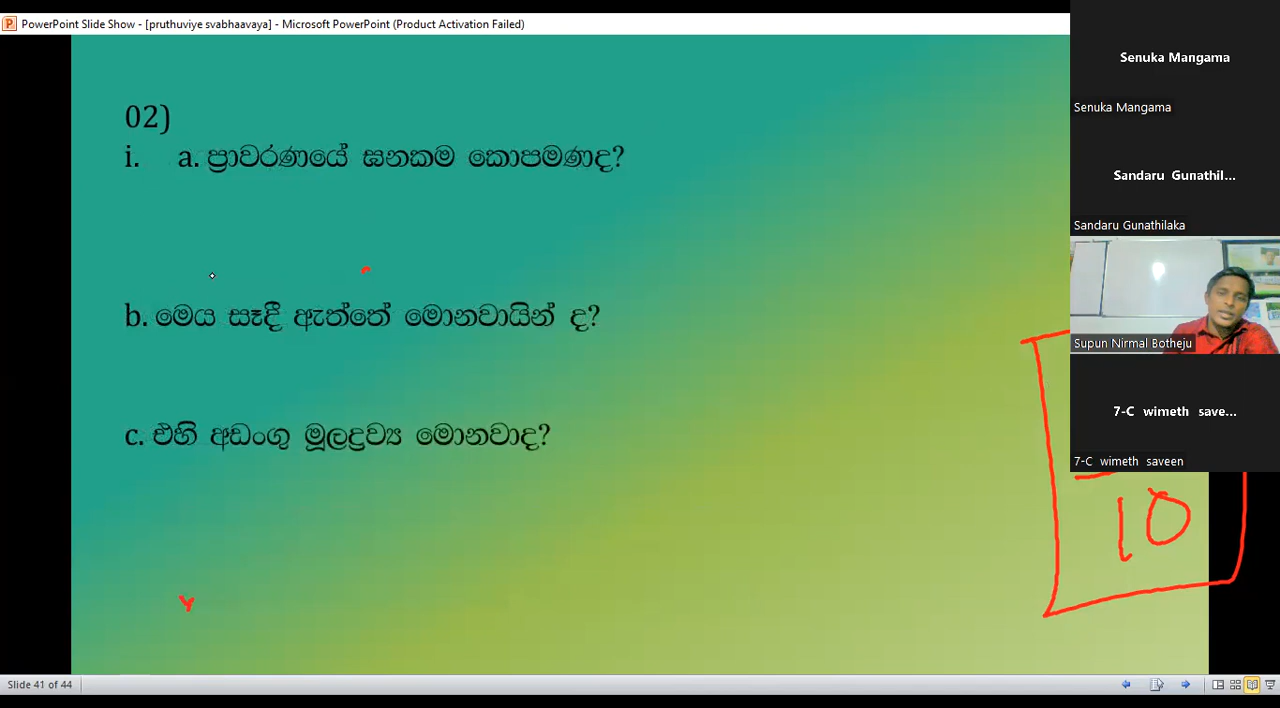 PowerPoint Slide Show - [pruthuviye svabhaavaya] - Microsoft PowerPoint (Product Activation Failed)
02)
i. a. ප්‍රාවරණයේ ඝනකම කොපමණද?
b. මෙය සෑදී ඇත්තේ මොනවායින් ද?
c. එහි අඩංගු මූලද්‍රව්‍ය මොනවාද?
10
Senuka Mangama
Senuka Mangama
Sandaru Gunathil...
Sandaru Gunathilaka
Supun Nirmal Botheju
7-C wimeth save...
7-C wimeth saveen
Slide 41 of 44